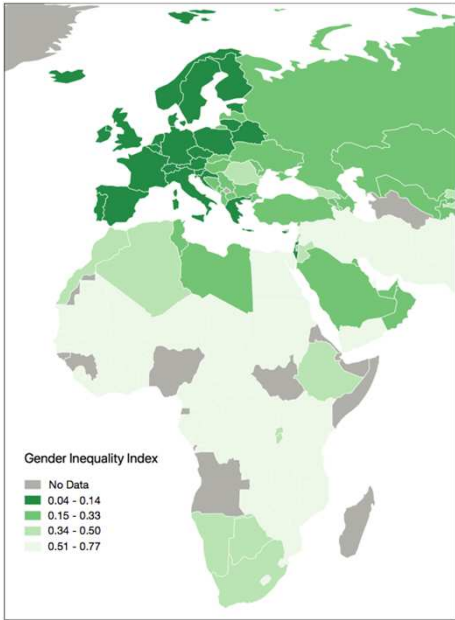 Gender Inequality Index
No Data
0.04 - 0.14
0.15 - 0.33
0.34 - 0.50
0.51 - 0.77